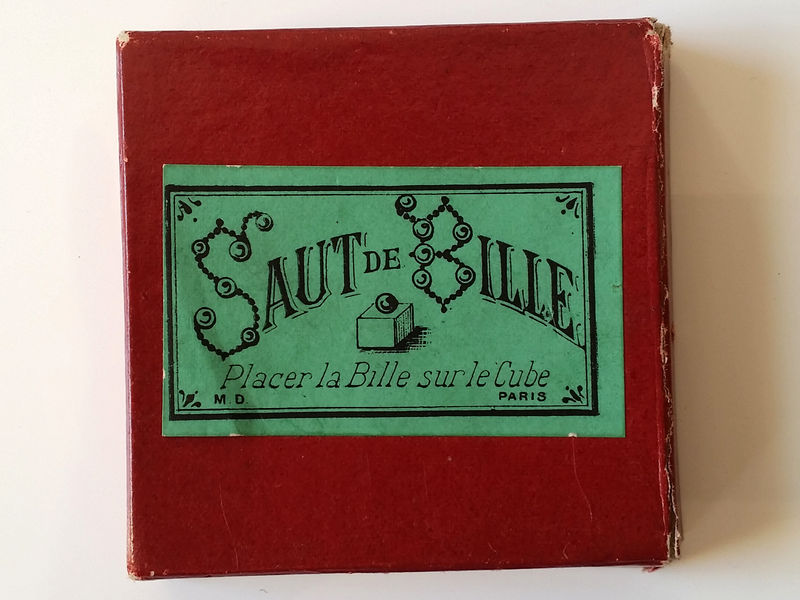 SAUT DE BILLE
Placer la Bille sur le Cube
M. D. PARIS